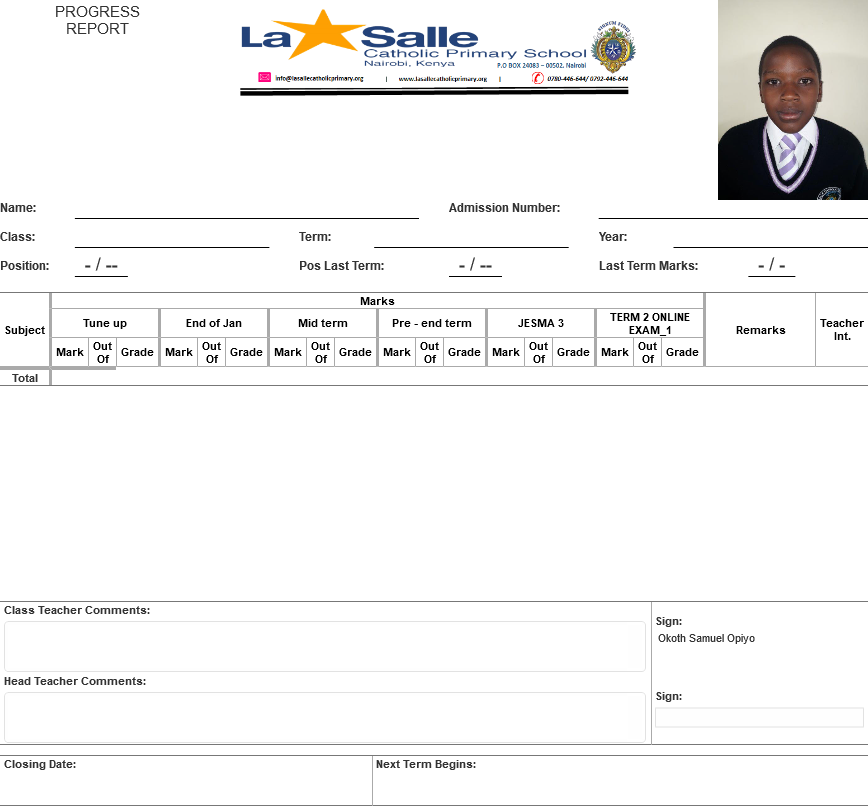 PROGRESS
REPORT
La Salle
Catholic Primary School
Nairobi, Kenya
P.O BOX 24083 – 00502, Nairobi
info@lasallecatholicprimary.org | www.lasallecatholicprimary.org | 0780-446-644/ 0792-446-644
Name: Admission Number:
Class: Term: Year:
Position: - / -- Pos Last Term: - / -- Last Term Marks: - / -
Marks
Subject Tune up End of Jan Mid term Pre - end term JESMA 3 TERM 2 ONLINE EXAM_1 Remarks Teacher Int.
Mark Out Of Grade Mark Out Of Grade Mark Out Of Grade Mark Out Of Grade Mark Out Of Grade Mark Out Of Grade
Total
Class Teacher Comments:
Sign:
Okoth Samuel Opiyo
Head Teacher Comments:
Sign:
Closing Date: Next Term Begins: